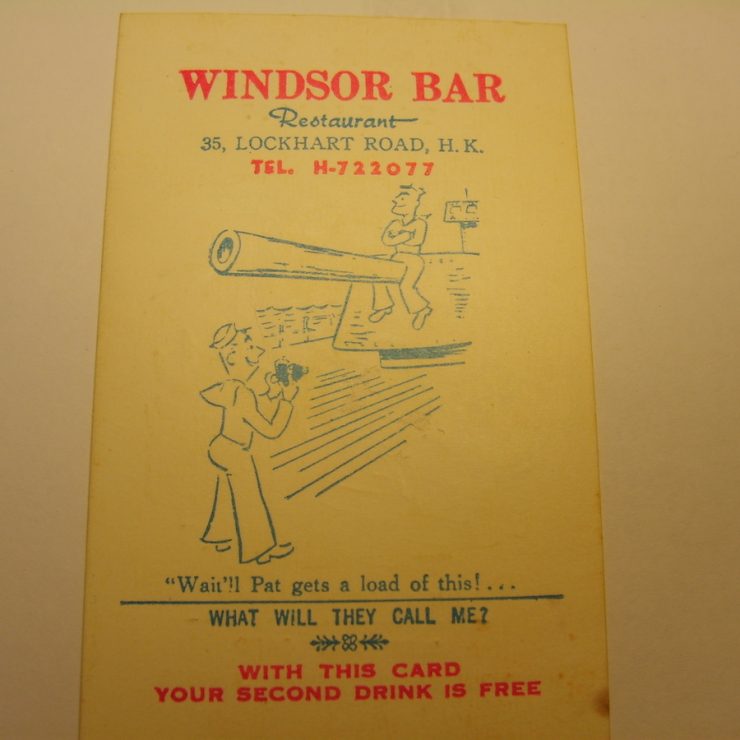 WINDSOR BAR
Restaurant
35, LOCKHART ROAD, H.K.
TEL. H-722077
"Wait'll Pat gets a load of this!...
WHAT WILL THEY CALL ME?
WITH THIS CARD
YOUR SECOND DRINK IS FREE